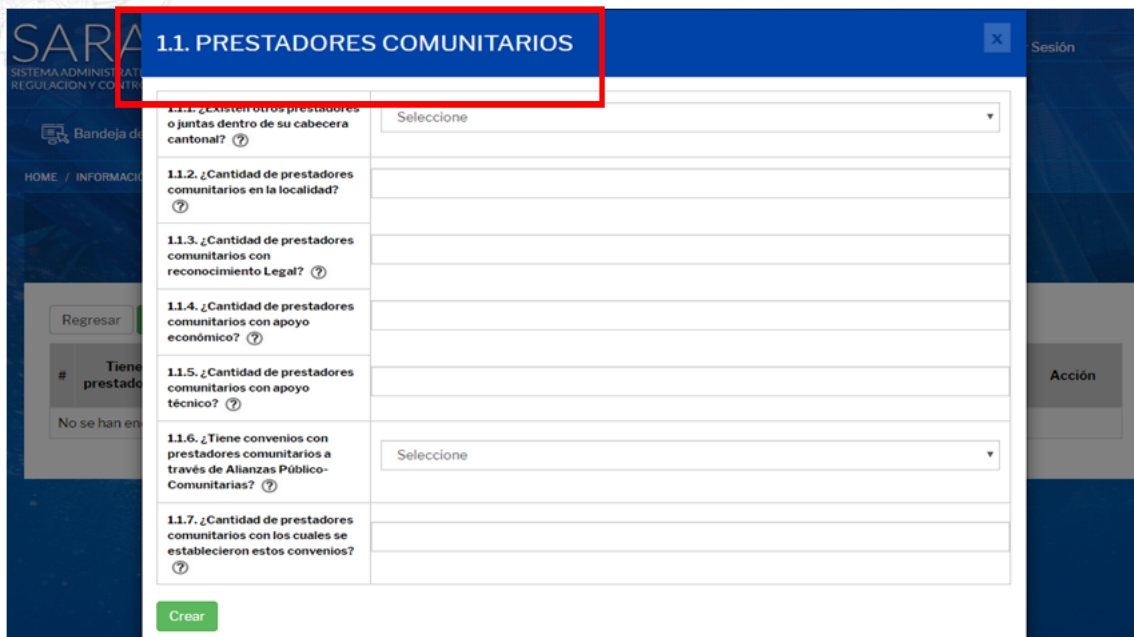 SARA
SISTEMA ADMINISTRATI
REGULACION Y CONTRO
1.1. PRESTADORES COMUNITARIOS
x
Sesión
Bandeja de
HOME / INFORMACIÓ
1.1.1. ¿Existen otros prestadores
o juntas dentro de su cabecera
cantonal? ?
Seleccione
1.1.2. ¿Cantidad de prestadores
comunitarios en la localidad?
?
1.1.3. ¿Cantidad de prestadores
comunitarios con
reconocimiento Legal? ?
1.1.4. ¿Cantidad de prestadores
comunitarios con apoyo
económico? ?
1.1.5. ¿Cantidad de prestadores
comunitarios con apoyo
técnico? ?
1.1.6. ¿Tiene convenios con
prestadores comunitarios a
través de Alianzas Público-
Comunitarias? ?
Seleccione
1.1.7. ¿Cantidad de prestadores
comunitarios con los cuales se
establecieron estos convenios?
?
Crear
Regresar
# Tiene
prestado
Acción
No se han en